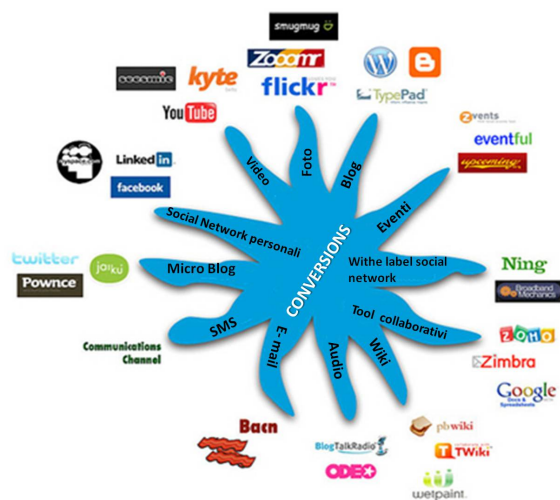 smugmug
Zooomr
kyte
flickr
TypePad
B
YouTube
zvents
eventful
upcoming
myspace.com
LinkedIn
facebook
Video
Foto
Blog
Eventi
Social Network personali
CONVERSIONS
Withe label social
network
Micro Blog
twitter
Pownce
jaiku
Ning
Broadband
Mechanics
SMS
E-mail
Audio
Wiki
Tool collaborativi
Communications
Channel
ZOHO
Zimbra
Google
Docs &
Spreadsheets
Bacn
BlogTalkRadio
ODEO
pbwiki
TWiki
wetpaint